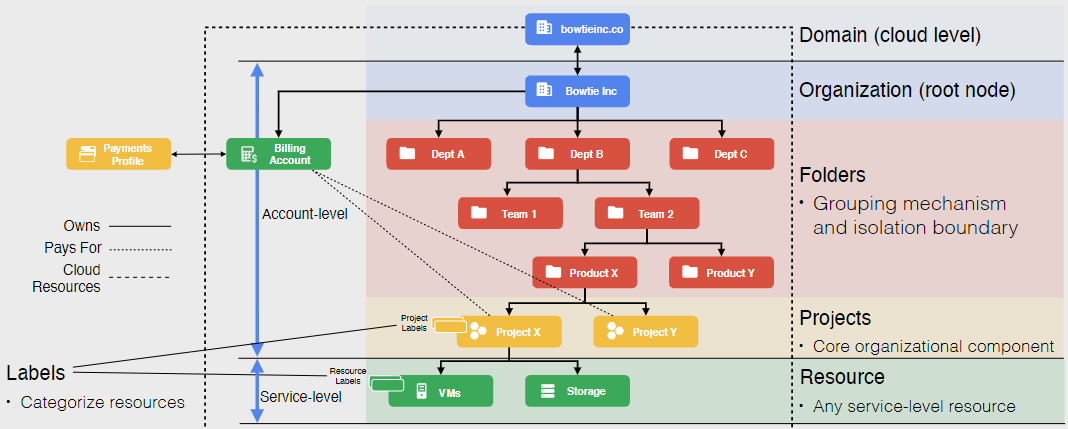 bowtieinc.co
Domain (cloud level)
Bowtie Inc
Organization (root node)
Payments
Profile
Billing
Account
Dept A
Dept B
Dept C
Folders
• Grouping mechanism
and isolation boundary
Account-level
Team 1
Team 2
Owns
Pays For
Cloud
Resources
Product X
Product Y
Project
Labels
Project X
Project Y
Projects
• Core organizational component
Labels
• Categorize resources
Resource
Labels
Service-level
VMs
Storage
Resource
• Any service-level resource